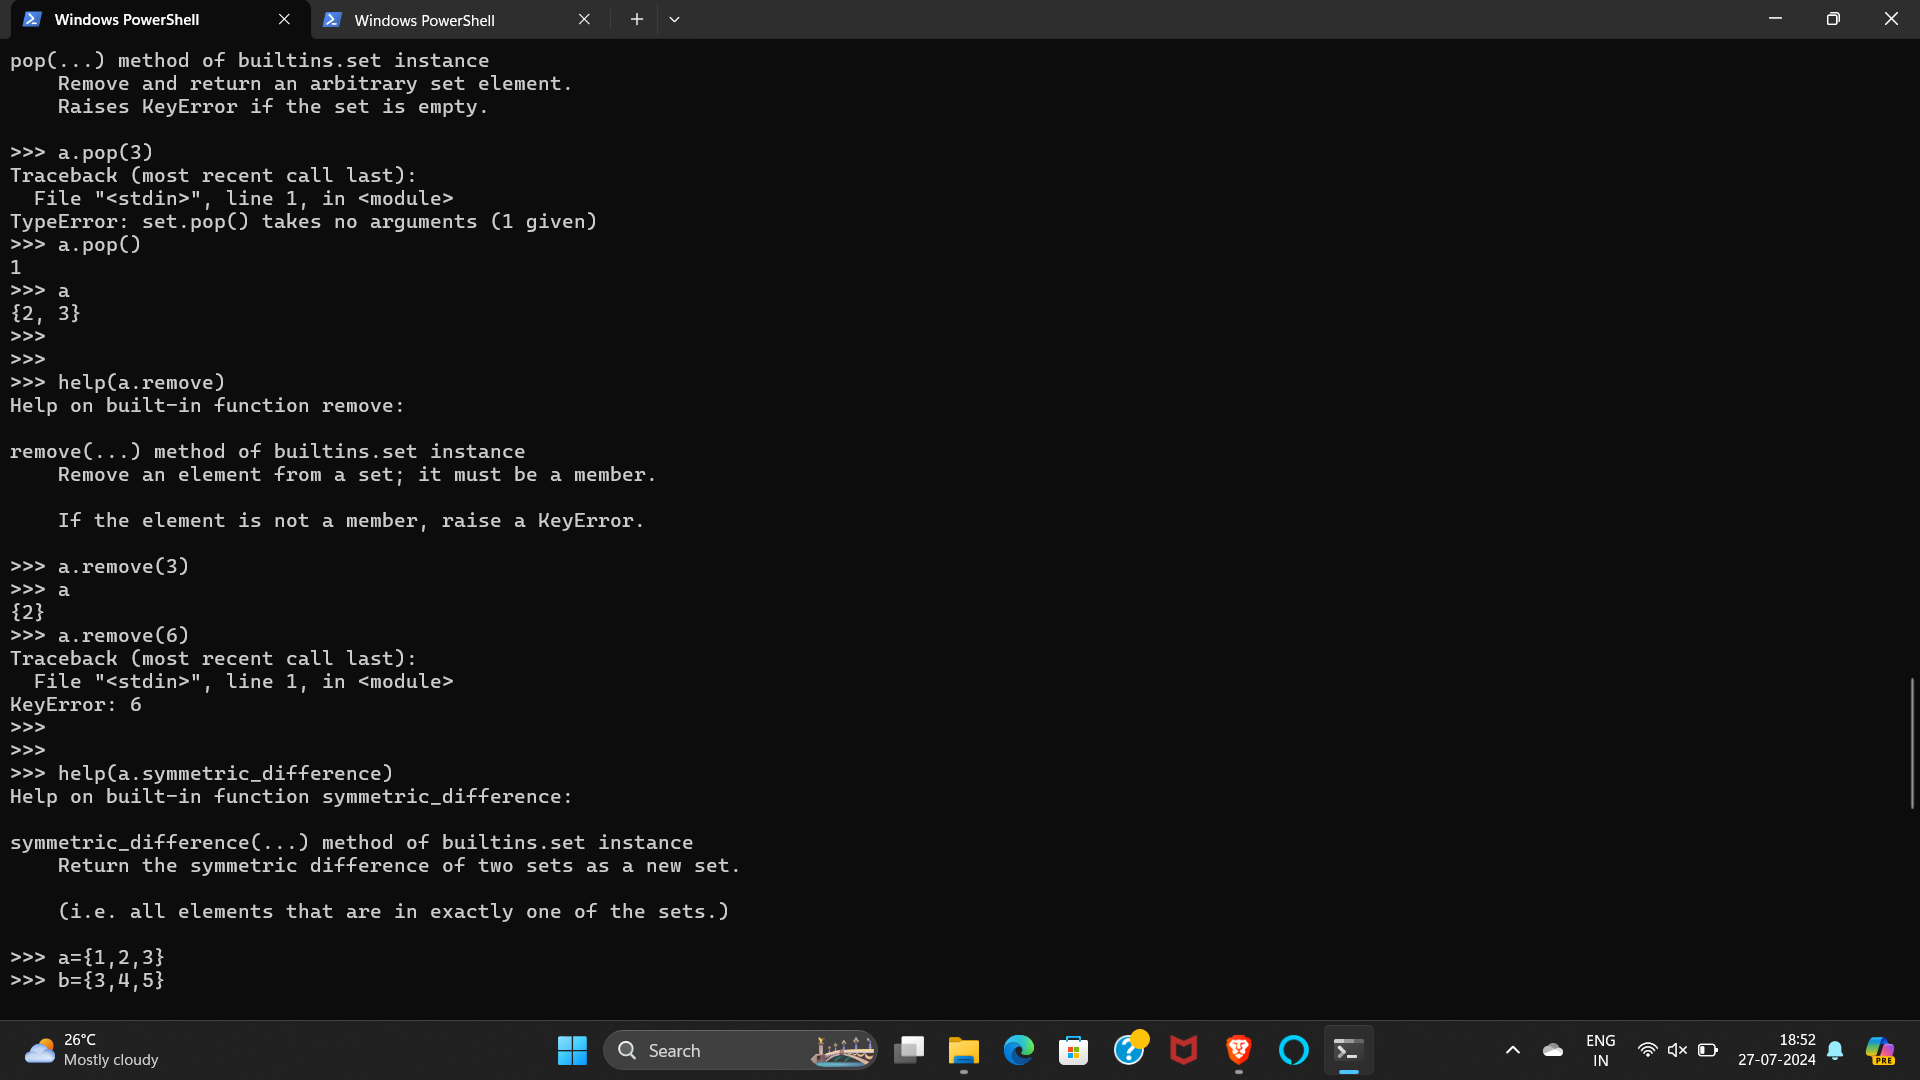 Windows PowerShell
Windows PowerShell
pop(...) method of builtins.set instance
    Remove and return an arbitrary set element.
    Raises KeyError if the set is empty.
>>> a.pop(3)
Traceback (most recent call last):
  File "<stdin>", line 1, in <module>
TypeError: set.pop() takes no arguments (1 given)
>>> a.pop()
1
>>> a
{2, 3}
>>>
>>>
>>> help(a.remove)
Help on built-in function remove:
remove(...) method of builtins.set instance
    Remove an element from a set; it must be a member.
    If the element is not a member, raise a KeyError.
>>> a.remove(3)
>>> a
{2}
>>> a.remove(6)
Traceback (most recent call last):
  File "<stdin>", line 1, in <module>
KeyError: 6
>>>
>>>
>>> help(a.symmetric_difference)
Help on built-in function symmetric_difference:
symmetric_difference(...) method of builtins.set instance
    Return the symmetric difference of two sets as a new set.
    (i.e. all elements that are in exactly one of the sets.)
>>> a={1,2,3}
>>> b={3,4,5}
26°C
Mostly cloudy
Search
ENG
IN
18:52
27-07-2024
PRE